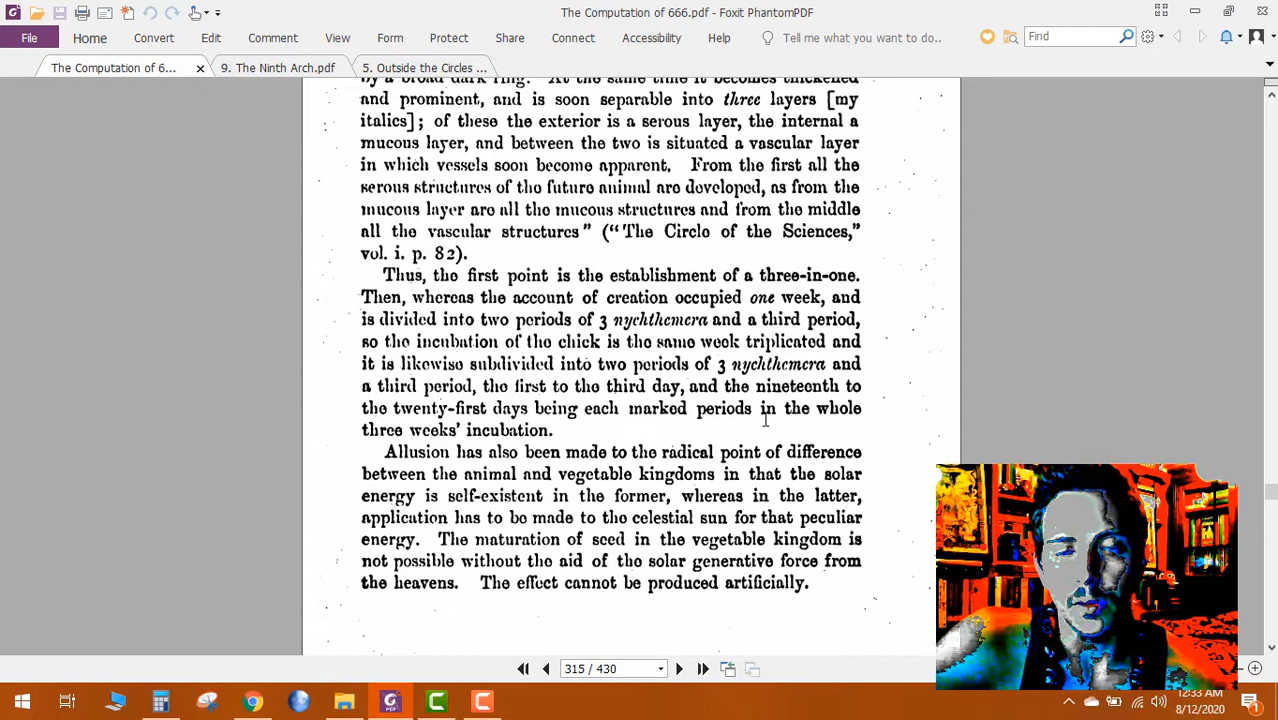 The Computation of 666.pdf - Foxit PhantomPDF
File Home Convert Edit Comment View Form Protect Share Connect Accessibility Help Tell me what you want to do.. Find
The Computation of 6... 9. The Ninth Arch.pdf 5. Outside the Circles ...
by a broad dark ring. At the same time it becomes thickened
and prominent, and is soon separable into three layers [my
italics]; of these the exterior is a serous layer, the internal a
mucous layer, and between the two is situated a vascular layer
in which vessels soon become apparent. From the first all the
serous structures of the future animal are developed, as from the
mucous layer are all the mucous structures and from the middle
all the vascular structures" ("The Circle of the Sciences,"
vol. i. p. 82).
Thus, the first point is the establishment of a three-in-one.
Then, whereas the account of creation occupied one week, and
is divided into two periods of 3 nychthemera and a third period,
so the incubation of the chick is the same week triplicated and
it is likewise subdivided into two periods of 3 nychthemera and
a third period, the first to the third day, and the nineteenth to
the twenty-first days being each marked periods in the whole
three weeks' incubation.
Allusion has also been made to the radical point of difference
between the animal and vegetable kingdoms in that the solar
energy is self-existent in the former, whereas in the latter,
application has to be made to the celestial sun for that peculiar
energy. The maturation of seed in the vegetable kingdom is
not possible without the aid of the solar generative force from
the heavens. The effect cannot be produced artificially.
315 / 430
12:33 AM
8/12/2020